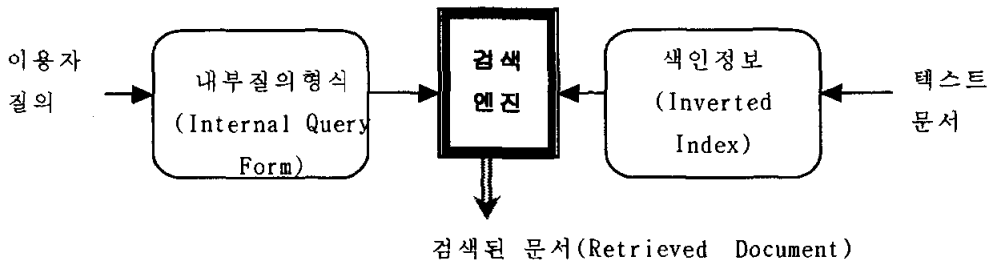 이용자
질의
내부질의형식
(Internal Query
Form)
검색
엔진
색인정보
(Inverted
Index)
텍스트
문서
검색된 문서(Retrieved Document)